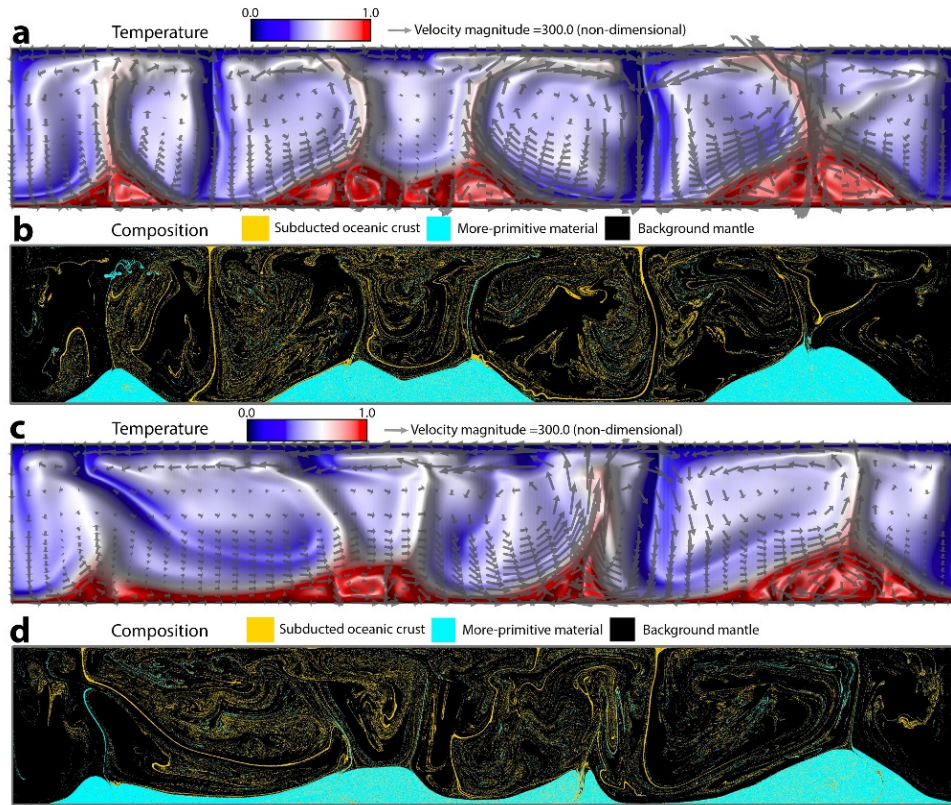 a
Temperature
0.0 1.0
Velocity magnitude =300.0 (non-dimensional)
b
Composition
Subducted oceanic crust
More-primitive material
Background mantle
c
Temperature
0.0 1.0
Velocity magnitude =300.0 (non-dimensional)
d
Composition
Subducted oceanic crust
More-primitive material
Background mantle